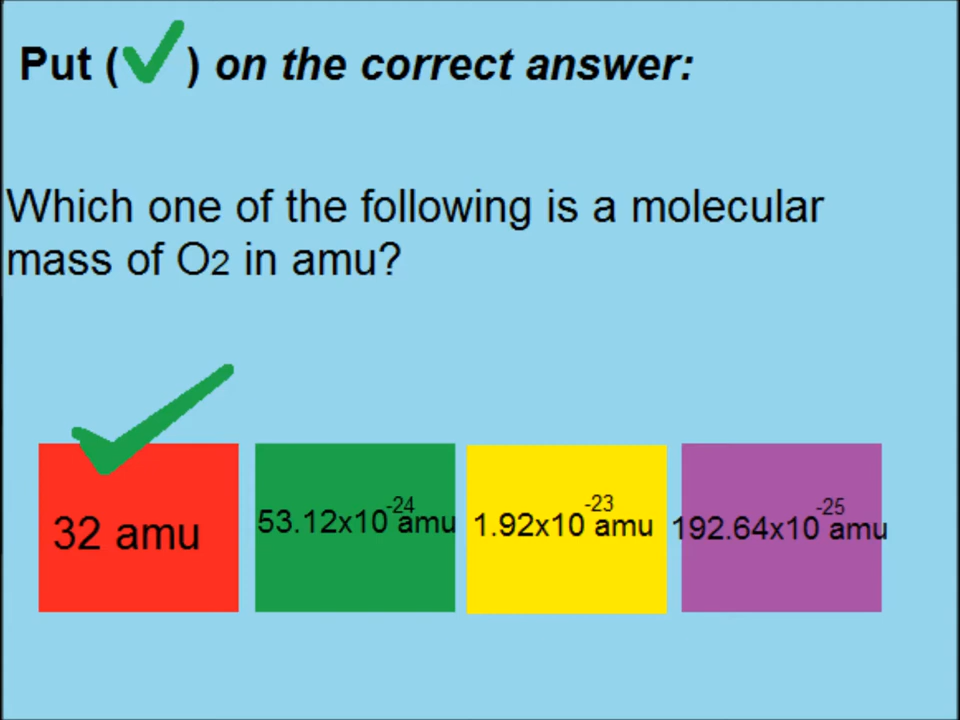 Put (✓) on the correct answer:
Which one of the following is a molecular
mass of O2 in amu?
32 amu
53.12x10⁻²⁴ amu
1.92x10⁻²³ amu
192.64x10⁻²⁵ amu